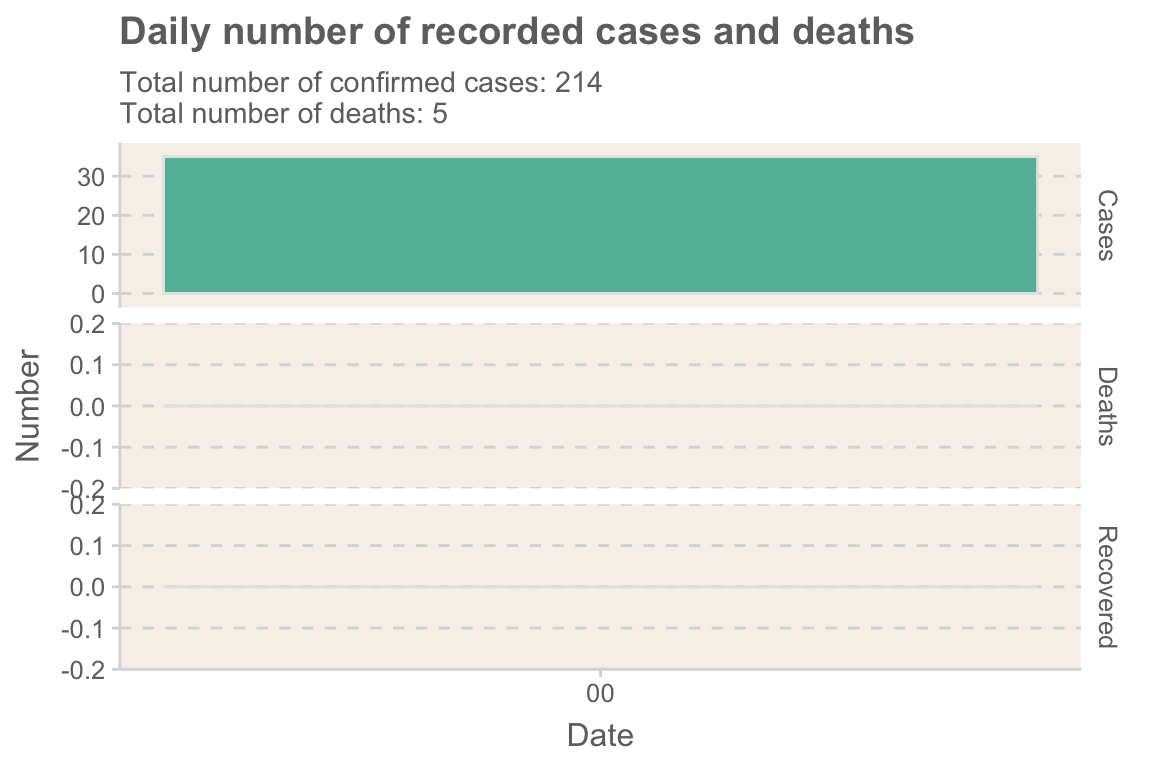 Daily number of recorded cases and deaths
Total number of confirmed cases: 214
Total number of deaths: 5
30
20
10
0
Cases
0.2
0.1
0.0
-0.1
-0.2
Deaths
0.2
0.1
0.0
-0.1
-0.2
Recovered
Number
00
Date